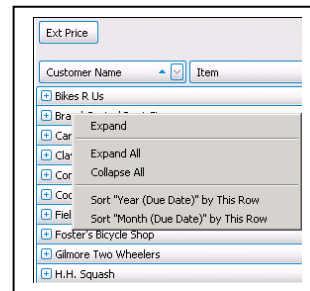 Ext Price
Customer Name Item
Bikes R Us
Bra
Expand
Car
Cla
Expand All
Cor
Collapse All
Coo
Sort "Year (Due Date)" by This Row
Fiel
Sort "Month (Due Date)" by This Row
Foster's Bicycle Shop
Gilmore Two Wheelers
H.H. Squash